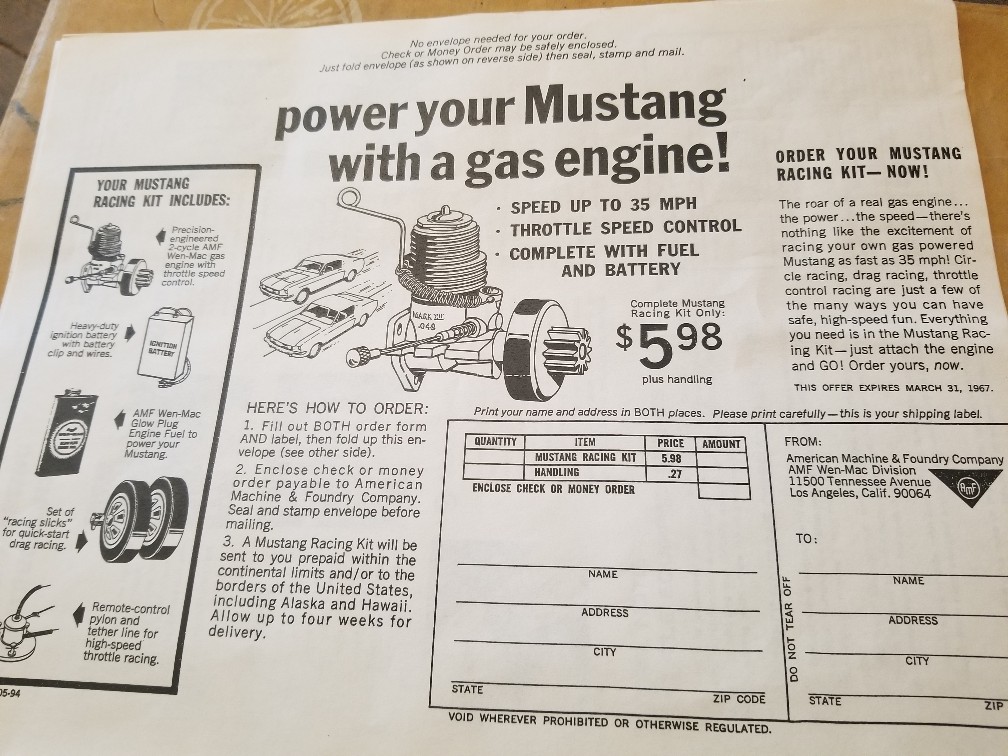 No envelope needed for your order.
Check or Money Order may be safely enclosed.
Just fold envelope (as shown on reverse side) then seal, stamp and mail.
power your Mustang
with a gas engine!
YOUR MUSTANG
RACING KIT INCLUDES:
Precision-
engineered
2-cycle AMF
Wen-Mac gas
engine with
throttle speed
control.
Heavy-duty
ignition battery
with battery
clip and wires.
IGNITION
BATTERY
AMF Wen-Mac
Glow Plug
Engine Fuel to
power your
Mustang.
Set of
"racing slicks"
for quick-start
drag racing.
Remote-control
pylon and
tether line for
high-speed
throttle racing.
05-94
· SPEED UP TO 35 MPH
· THROTTLE SPEED CONTROL
· COMPLETE WITH FUEL
AND BATTERY
MARK VII
.049
Complete Mustang
Racing Kit Only:
$5.98
plus handling
ORDER YOUR MUSTANG
RACING KIT—NOW!
The roar of a real gas engine...
the power...the speed—there's
nothing like the excitement of
racing your own gas powered
Mustang as fast as 35 mph! Cir-
cle racing, drag racing, throttle
control racing are just a few of
the many ways you can have
safe, high-speed fun. Everything
you need is in the Mustang Rac-
ing Kit—just attach the engine
and GO! Order yours, now.
THIS OFFER EXPIRES MARCH 31, 1967.
HERE'S HOW TO ORDER:
1. Fill out BOTH order form
AND label, then fold up this en-
velope (see other side).
2. Enclose check or money
order payable to American
Machine & Foundry Company.
Seal and stamp envelope before
mailing.
3. A Mustang Racing Kit will be
sent to you prepaid within the
continental limits and/or to the
borders of the United States,
including Alaska and Hawaii.
Allow up to four weeks for
delivery.
Print your name and address in BOTH places. Please print carefully—this is your shipping label.
QUANTITY ITEM PRICE AMOUNT
MUSTANG RACING KIT 5.98
HANDLING .27
ENCLOSE CHECK OR MONEY ORDER
NAME
ADDRESS
CITY
STATE ZIP CODE
DO NOT TEAR OFF
FROM:
American Machine & Foundry Company
AMF Wen-Mac Division
11500 Tennessee Avenue
Los Angeles, Calif. 90064
AMF
TO:
NAME
ADDRESS
CITY
STATE ZIP
VOID WHEREVER PROHIBITED OR OTHERWISE REGULATED.